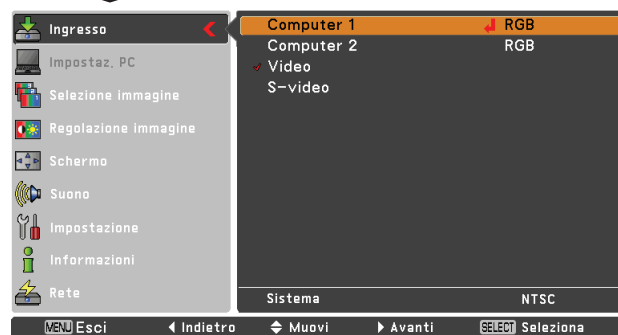 Ingresso
Impostaz. PC
Selezione immagine
Regolazione immagine
Schermo
Suono
Impostazione
Informazioni
Rete
Computer 1 RGB
Computer 2 RGB
Video
S-video
Sistema NTSC
MENU Esci Indietro Muovi Avanti SELECT Seleziona